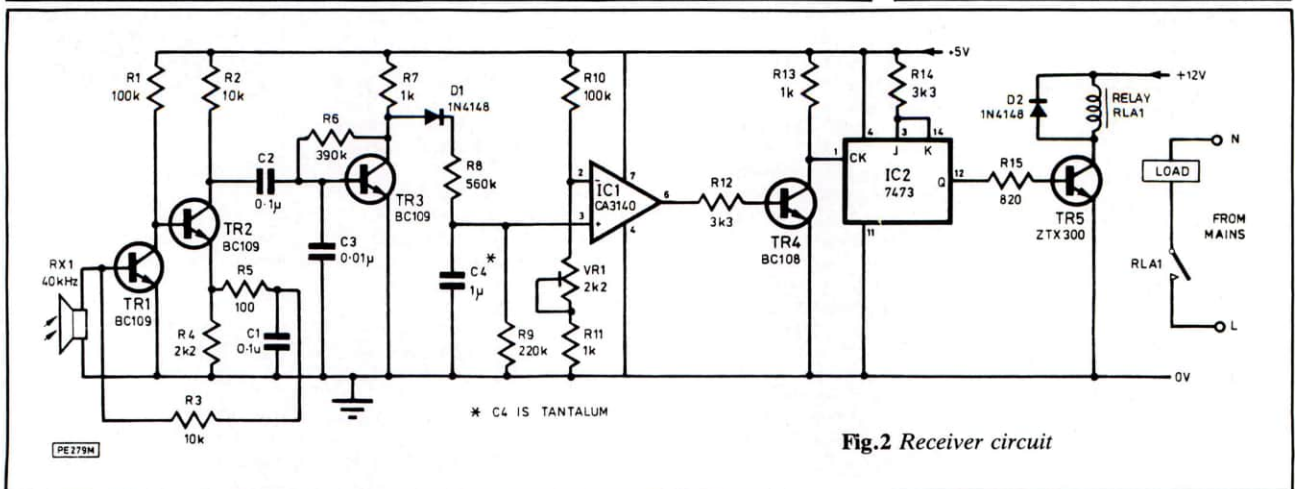 +5V
R1
100k
R2
10k
R7
1k
D1
1N4148
R10
100k
R13
1k
R14
3k3
+12V
D2
1N4148
RELAY
RLA1
R6
390k
C2
0·1µ
R8
560k
TR3
BC109
2
-
IC1
CA3140
3
+
7
4
6
R12
3k3
4
3
14
J
K
1
CK
IC2
7473
Q
12
11
R15
820
TR5
ZTX300
N
LOAD
FROM
MAINS
RLA1
L
TR2
BC109
C3
0·01µ
RX1
40kHz
TR1
BC109
R5
100
R4
2k2
C1
0·1u
C4
1µ
*
R9
220k
VR1
2k2
R11
1k
TR4
BC108
0V
R3
10k
* C4 IS TANTALUM
PE279M
Fig.2 Receiver circuit